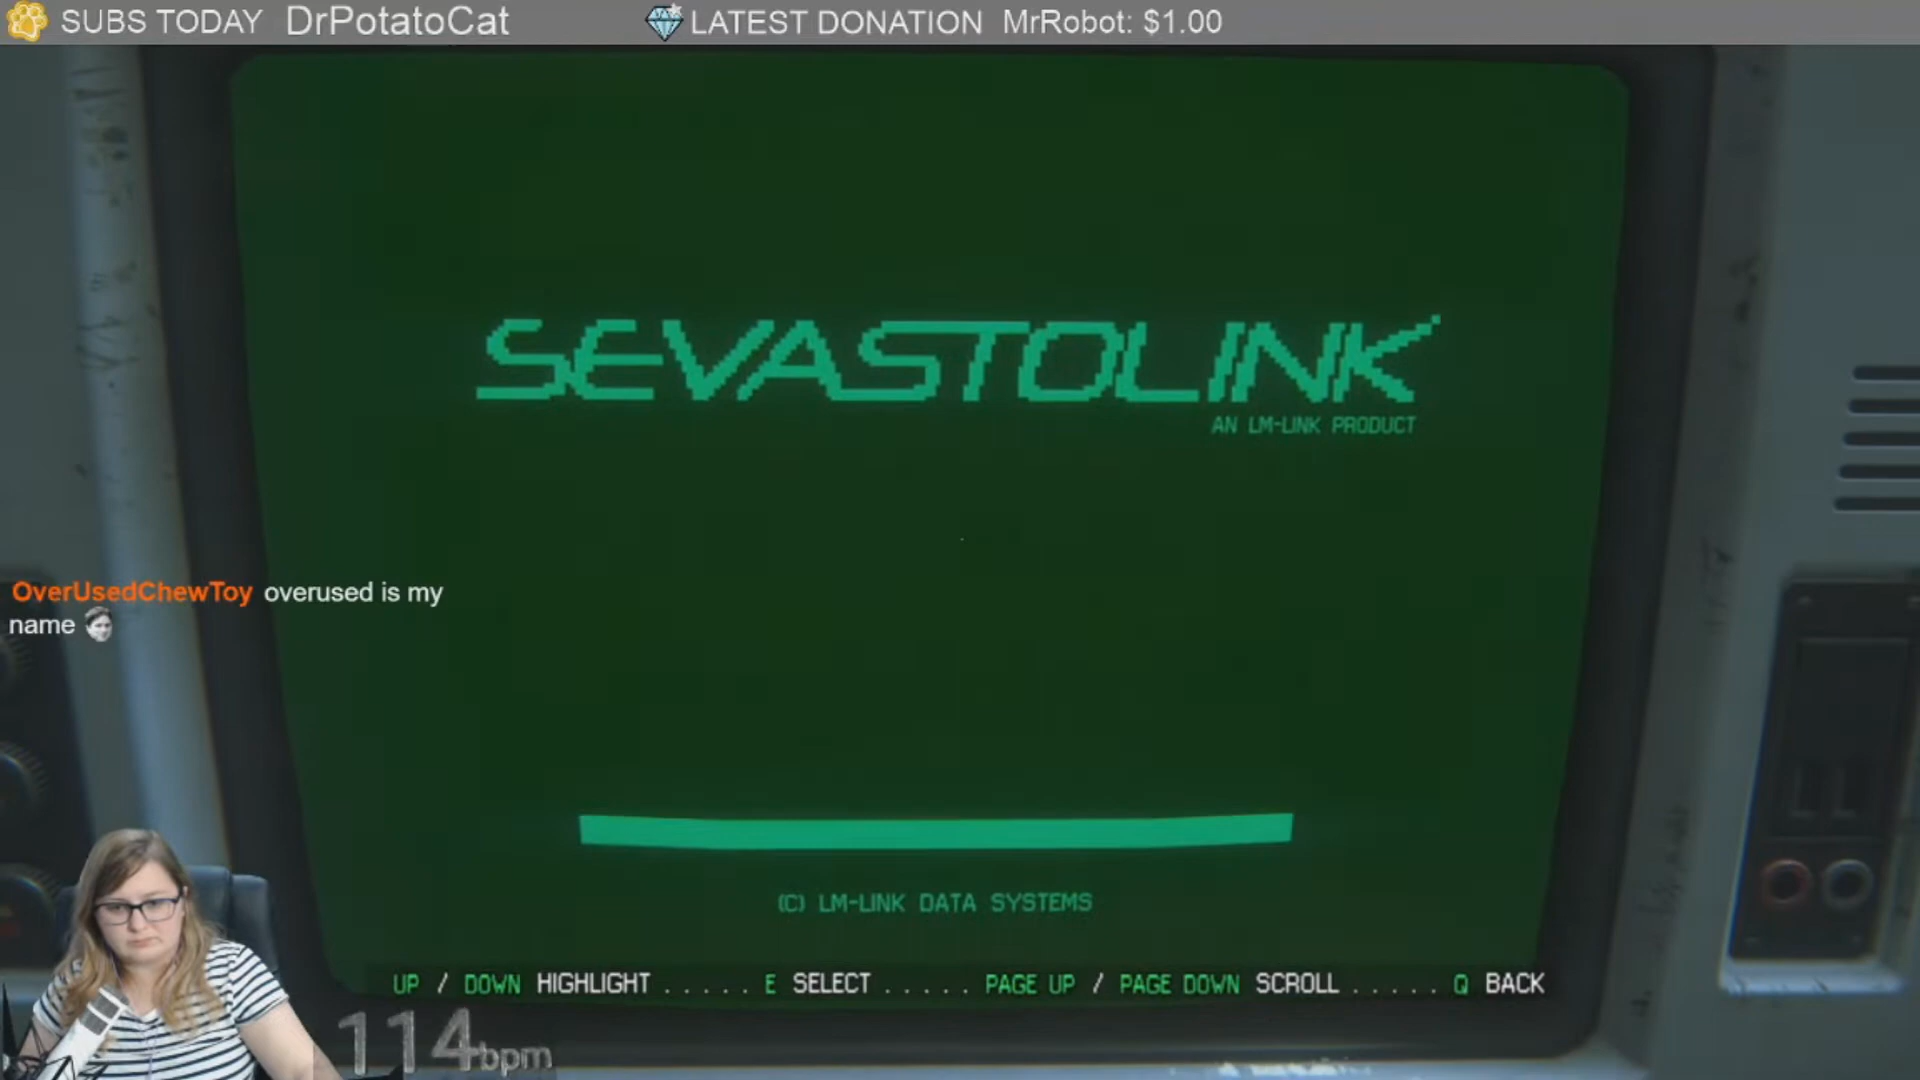 SUBS TODAY DrPotatoCat LATEST DONATION MrRobot: $1.00
SEVASTOLINK
AN LM-LINK PRODUCT
OverUsedChewToy overused is my
name
(C) LM-LINK DATA SYSTEMS
UP / DOWN HIGHLIGHT ..... E SELECT ..... PAGE UP / PAGE DOWN SCROLL ..... Q BACK
114bpm